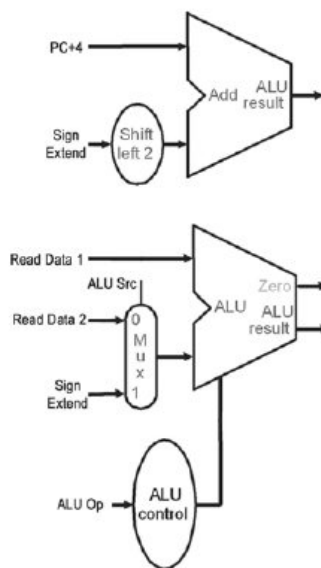 PC+4
Add
ALU
result
Sign
Extend
Shift
left 2
Read Data 1
ALU Src
Zero
ALU
ALU
result
Read Data 2
0
Mux
1
Sign
Extend
ALU Op
ALU
control